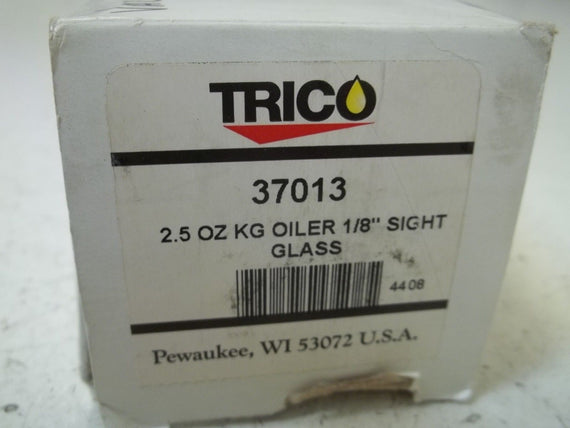 TRICO
37013
2.5 OZ KG OILER 1/8" SIGHT
GLASS
4408
Pewaukee, WI 53072 U.S.A.